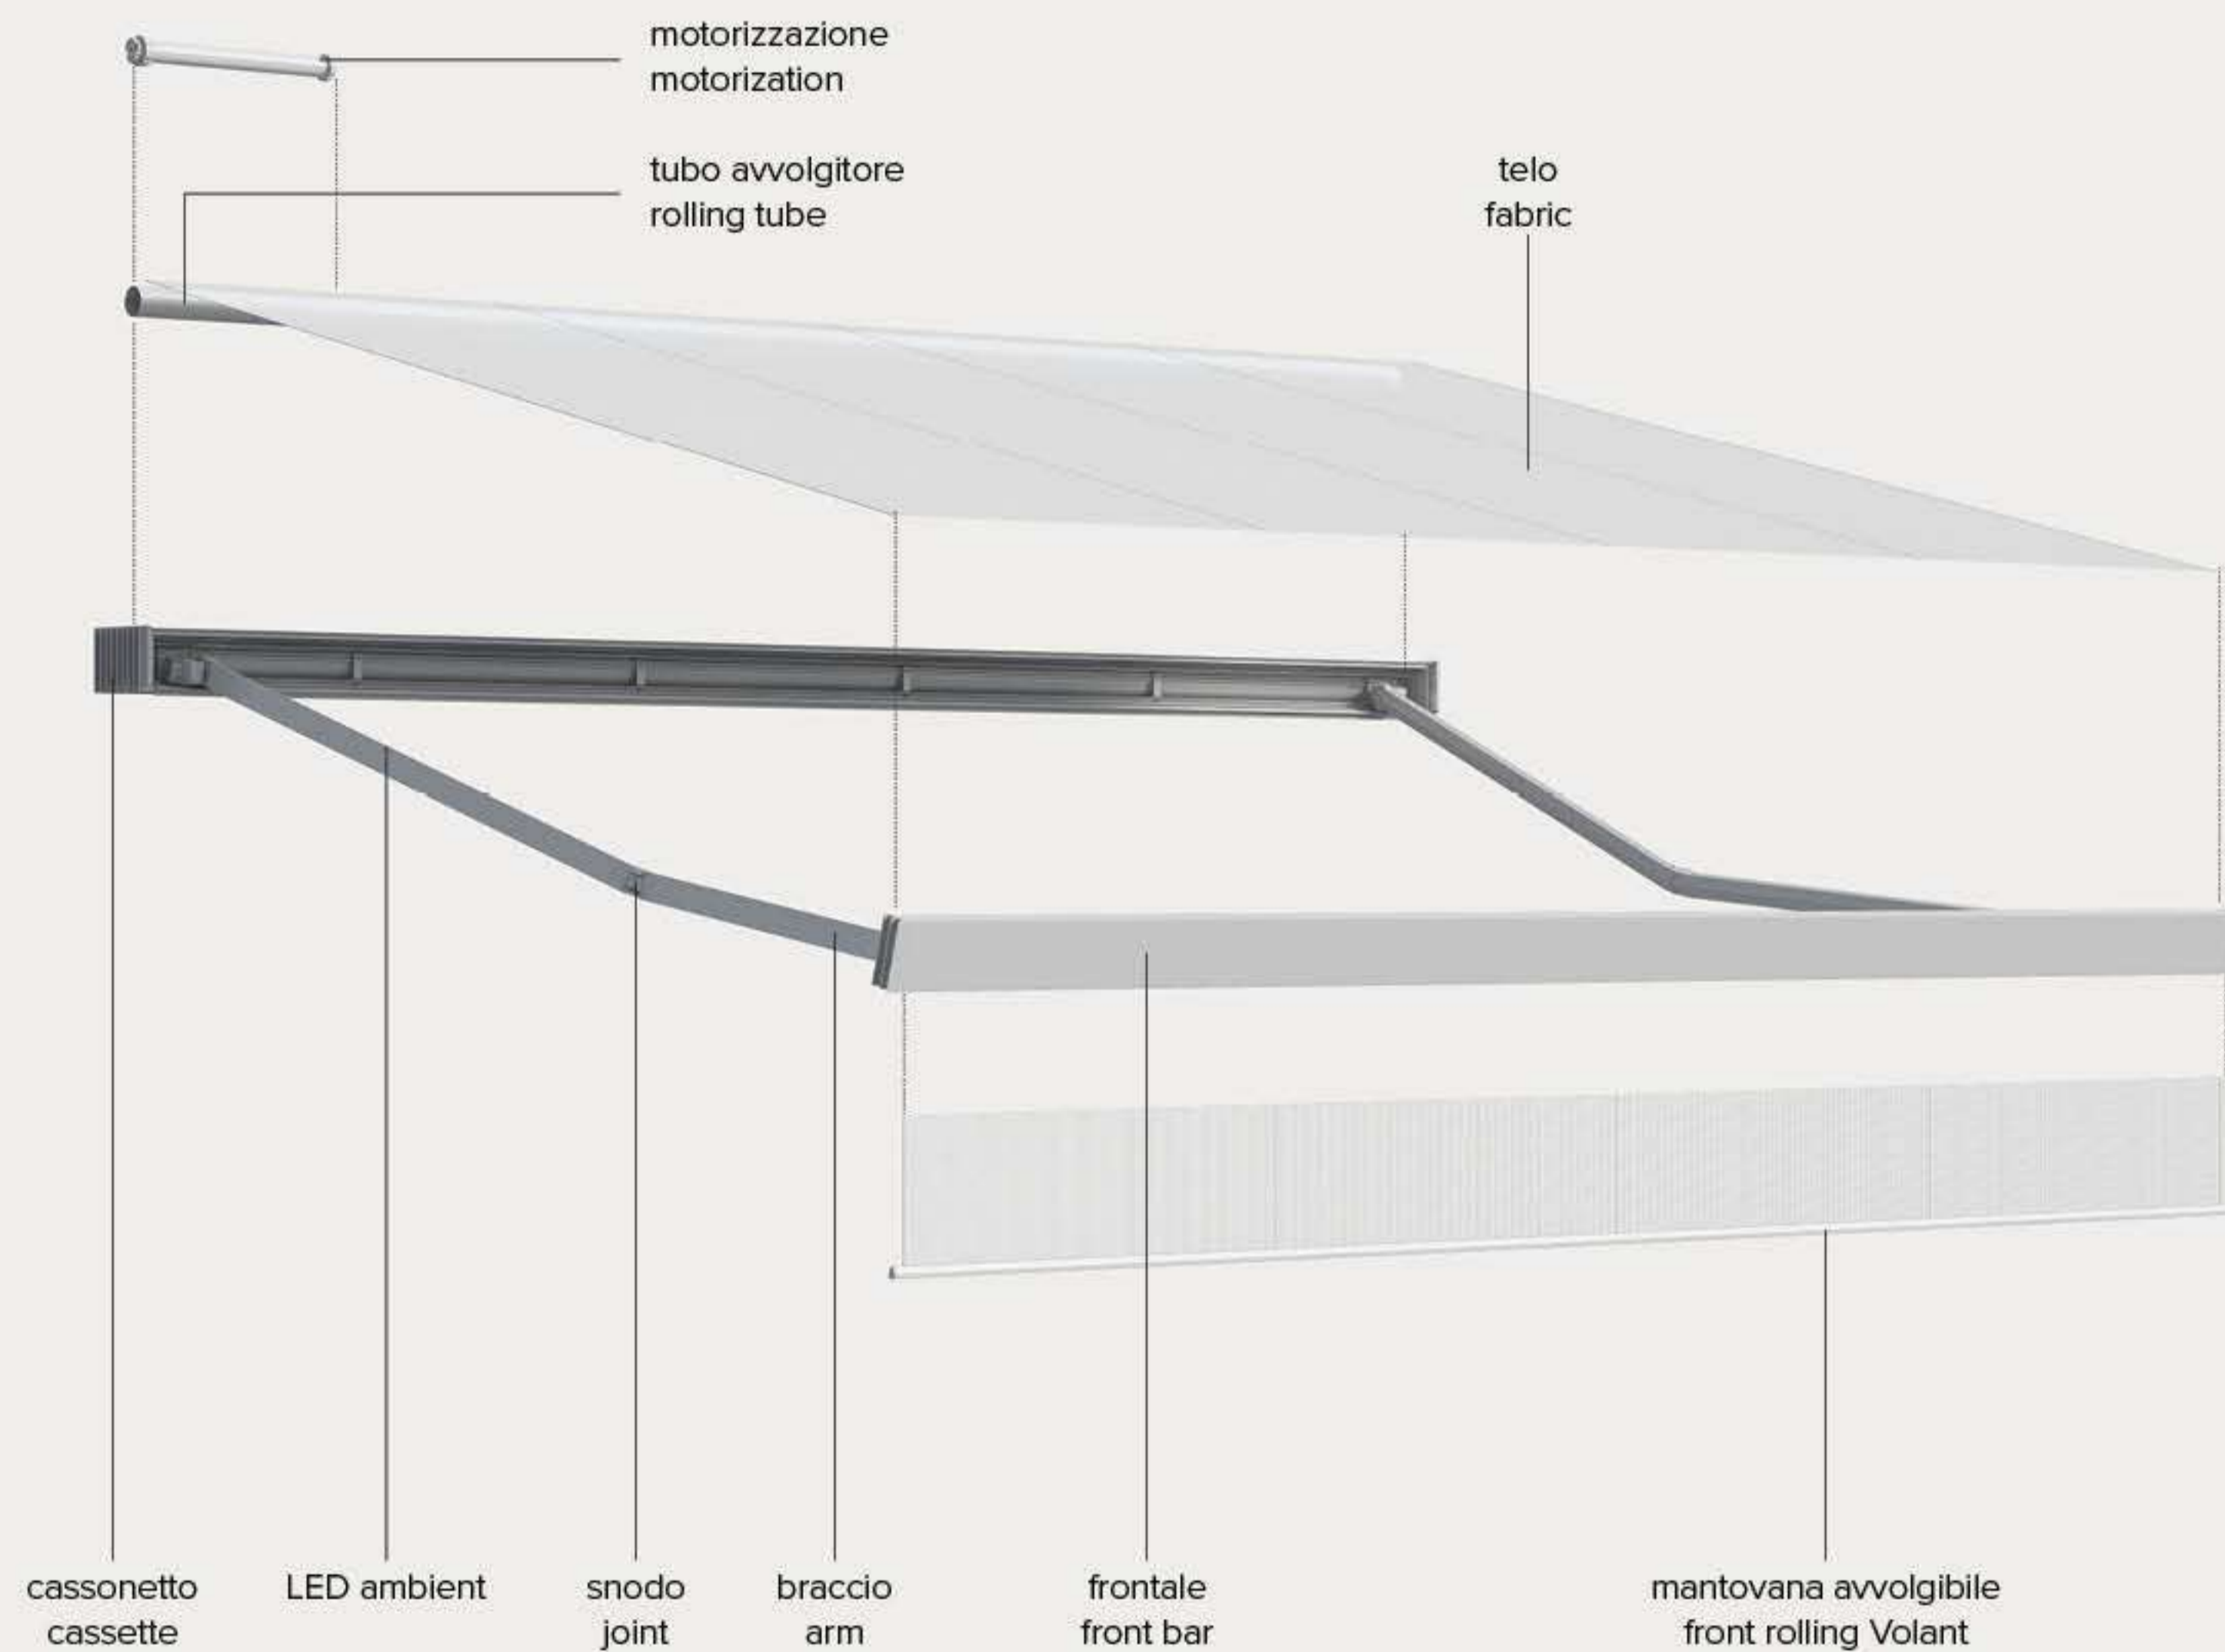 motorizzazione
motorization
tubo avvolgitore
rolling tube
telo
fabric
cassonetto
cassette
LED ambient
snodo
joint
braccio
arm
frontale
front bar
mantovana avvolgibile
front rolling Volant